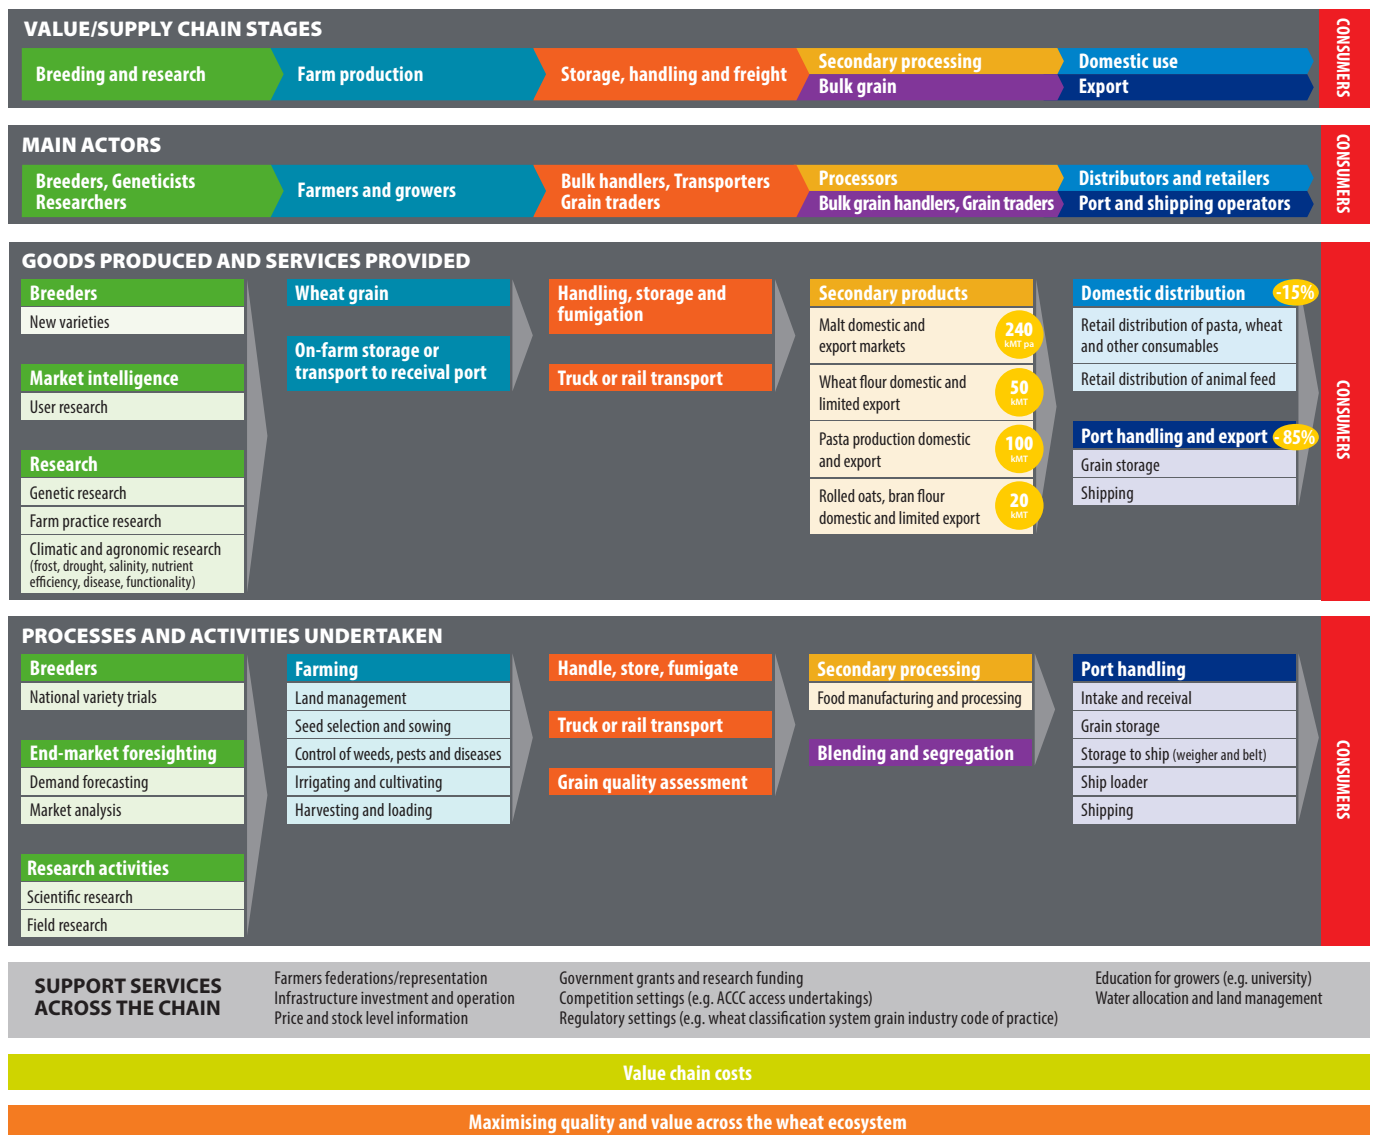 VALUE/SUPPLY CHAIN STAGES
Breeding and research
Farm production
Storage, handling and freight
Secondary processing
Bulk grain
Domestic use
Export
CONSUMERS
MAIN ACTORS
Breeders, Geneticists
Researchers
Farmers and growers
Bulk handlers, Transporters
Grain traders
Processors
Bulk grain handlers, Grain traders
Distributors and retailers
Port and shipping operators
CONSUMERS
GOODS PRODUCED AND SERVICES PROVIDED
Breeders
New varieties
Market intelligence
User research
Research
Genetic research
Farm practice research
Climatic and agronomic research
(frost, drought, salinity, nutrient
efficiency, disease, functionality)
Wheat grain
On-farm storage or
transport to receival port
Handling, storage and
fumigation
Truck or rail transport
Secondary products
Malt domestic and
export markets
240
kMT pa
Wheat flour domestic and
limited export
50
kMT
Pasta production domestic
and export
100
kMT
Rolled oats, bran flour
domestic and limited export
20
kMT
Domestic distribution
-15%
Retail distribution of pasta, wheat
and other consumables
Retail distribution of animal feed
Port handling and export
- 85%
Grain storage
Shipping
CONSUMERS
PROCESSES AND ACTIVITIES UNDERTAKEN
Breeders
National variety trials
End-market foresighting
Demand forecasting
Market analysis
Research activities
Scientific research
Field research
Farming
Land management
Seed selection and sowing
Control of weeds, pests and diseases
Irrigating and cultivating
Harvesting and loading
Handle, store, fumigate
Truck or rail transport
Grain quality assessment
Secondary processing
Food manufacturing and processing
Blending and segregation
Port handling
Intake and receival
Grain storage
Storage to ship (weigher and belt)
Ship loader
Shipping
CONSUMERS
SUPPORT SERVICES
ACROSS THE CHAIN
Farmers federations/representation
Infrastructure investment and operation
Price and stock level information
Government grants and research funding
Competition settings (e.g. ACCC access undertakings)
Regulatory settings (e.g. wheat classification system grain industry code of practice)
Education for growers (e.g. university)
Water allocation and land management
Value chain costs
Maximising quality and value across the wheat ecosystem